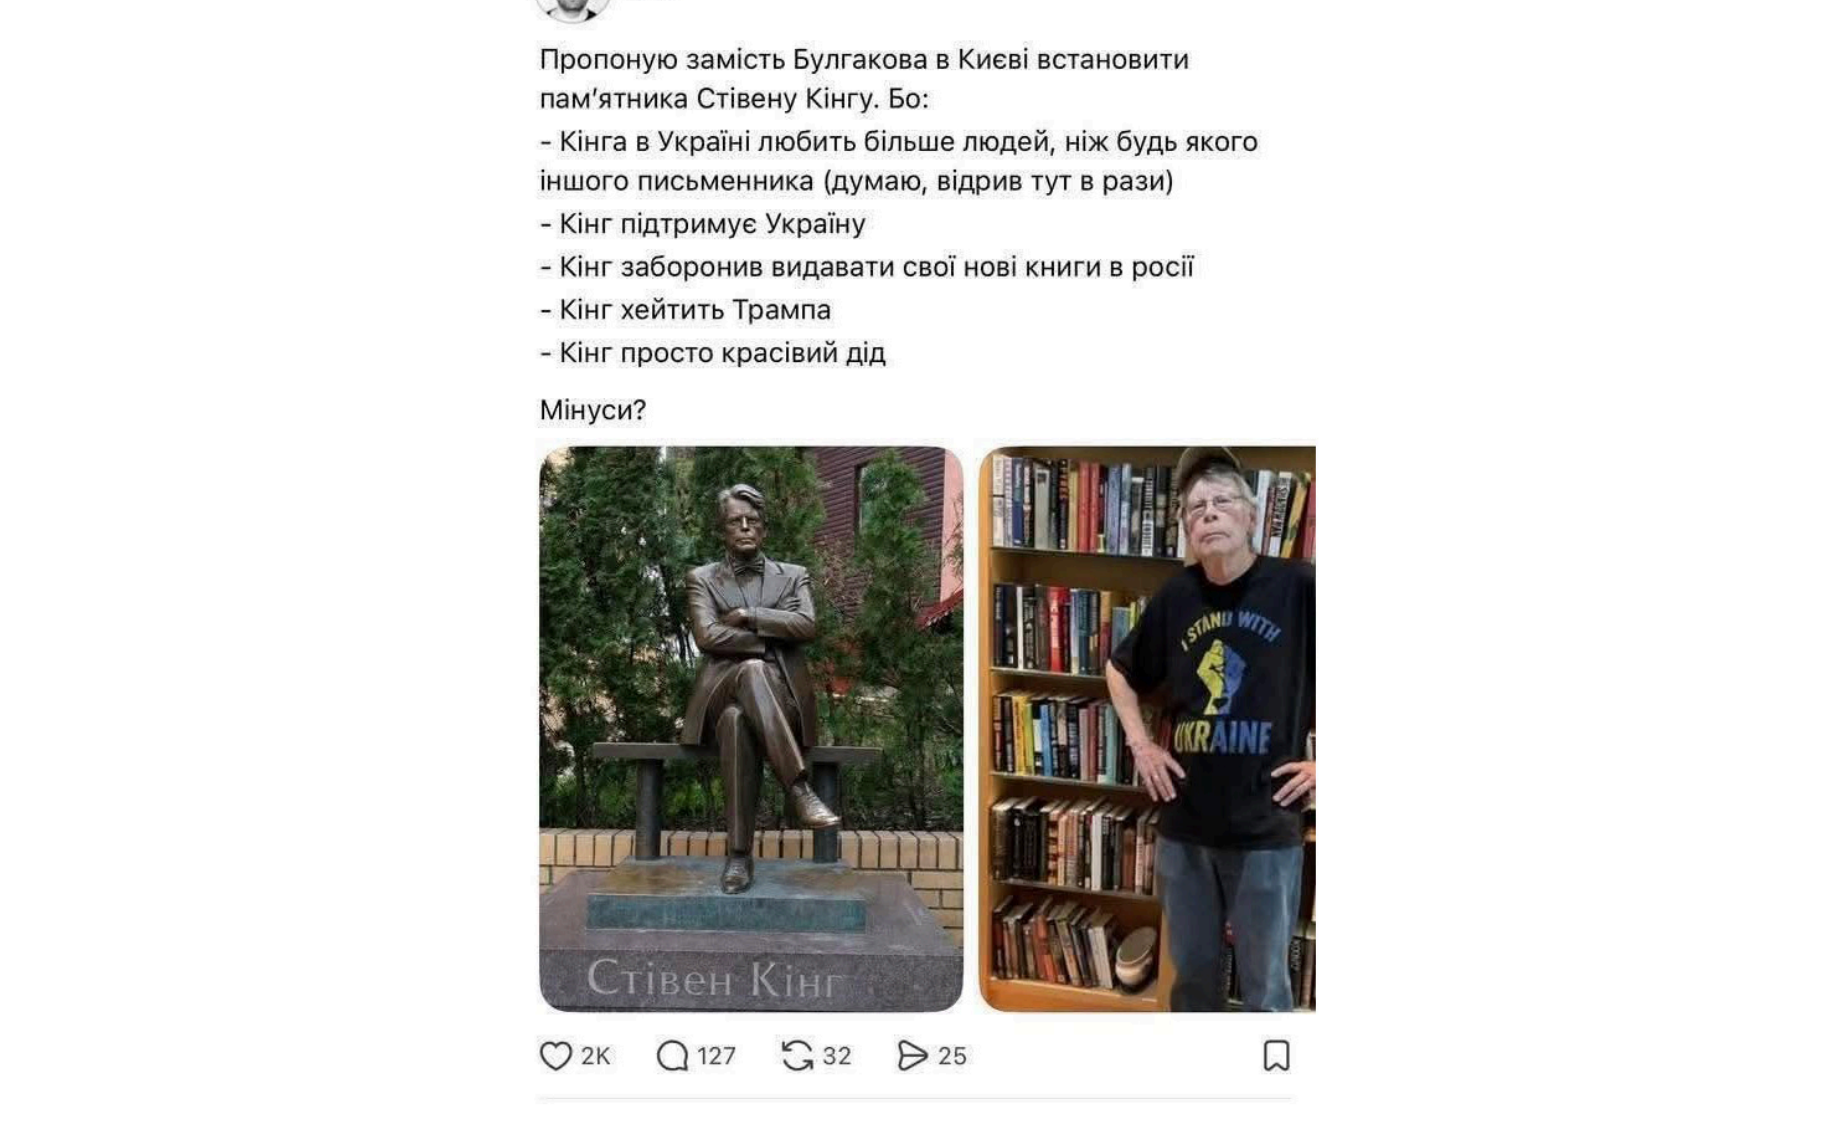 Пропоную замість Булгакова в Києві встановити
пам’ятника Стівену Кінгу. Бо:
- Кінга в Україні любить більше людей, ніж будь якого
іншого письменника (думаю, відрив тут в рази)
- Кінг підтримує Україну
- Кінг заборонив видавати свої нові книги в росії
- Кінг хейтить Трампа
- Кінг просто красівий дід
Мінуси?
Стівен Кінг
I STAND WITH
UKRAINE
2K
127
32
25